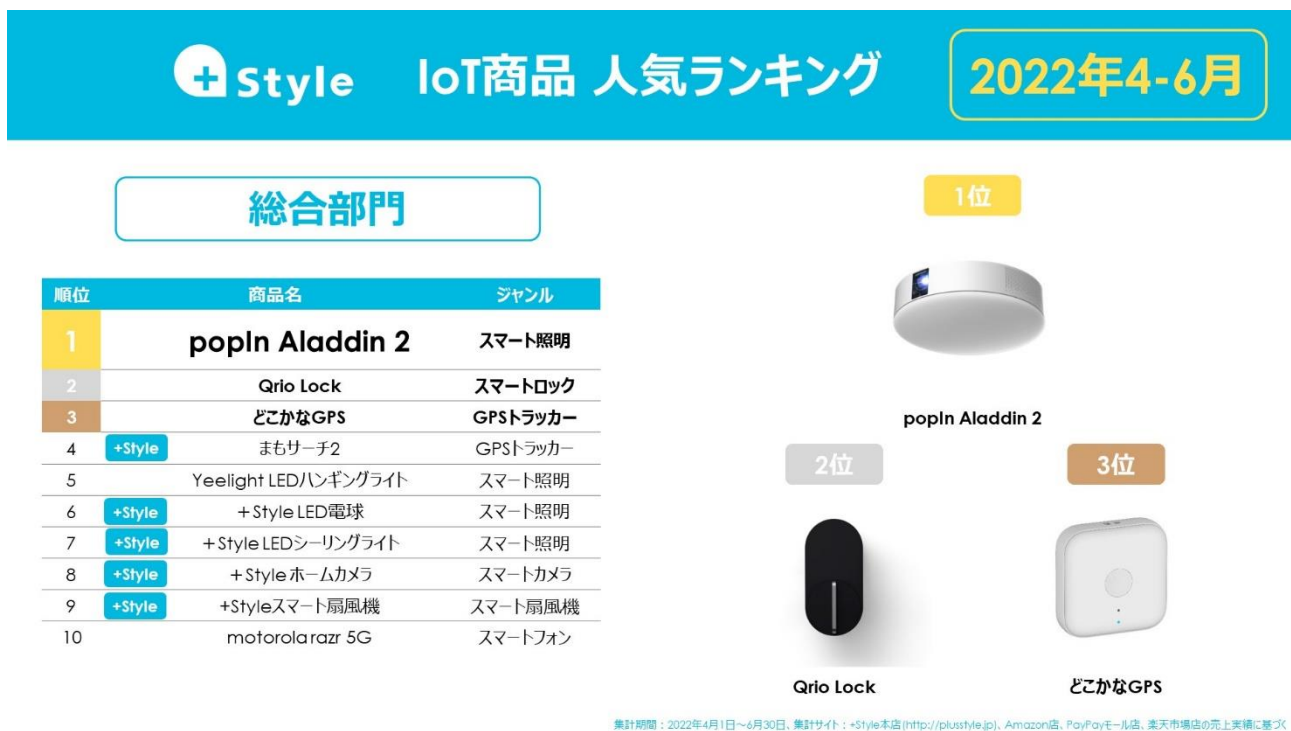 +Style IoT商品 人気ランキング 2022年4-6月
総合部門
順位 商品名 ジャンル
1 popIn Aladdin 2 スマート照明
2 Qrio Lock スマートロック
3 どこかなGPS GPSトラッカー
4 +Style まもサーチ2 GPSトラッカー
5 Yeelight LEDハンギングライト スマート照明
6 +Style +Style LED電球 スマート照明
7 +Style +Style LEDシーリングライト スマート照明
8 +Style +Style ホームカメラ スマートカメラ
9 +Style +Styleスマート扇風機 スマート扇風機
10 motorola razr 5G スマートフォン
1位
popIn Aladdin 2
2位 3位
Qrio Lock どこかなGPS
集計期間：2022年4月1日～6月30日、集計サイト：+Style本店(http://plusstyle.jp)、Amazon店、PayPayモール店、楽天市場店の売上実績に基づく